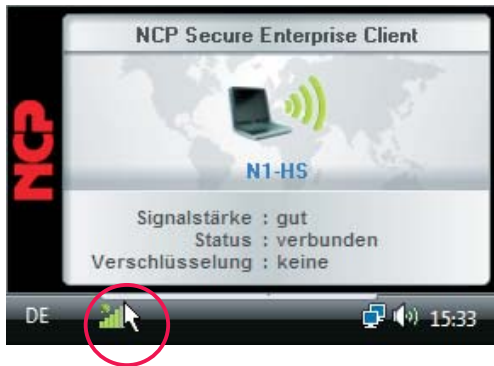 NCP Secure Enterprise Client
NCP
N1-HS
Signalstärke : gut
Status : verbunden
Verschlüsselung : keine
DE
15:33